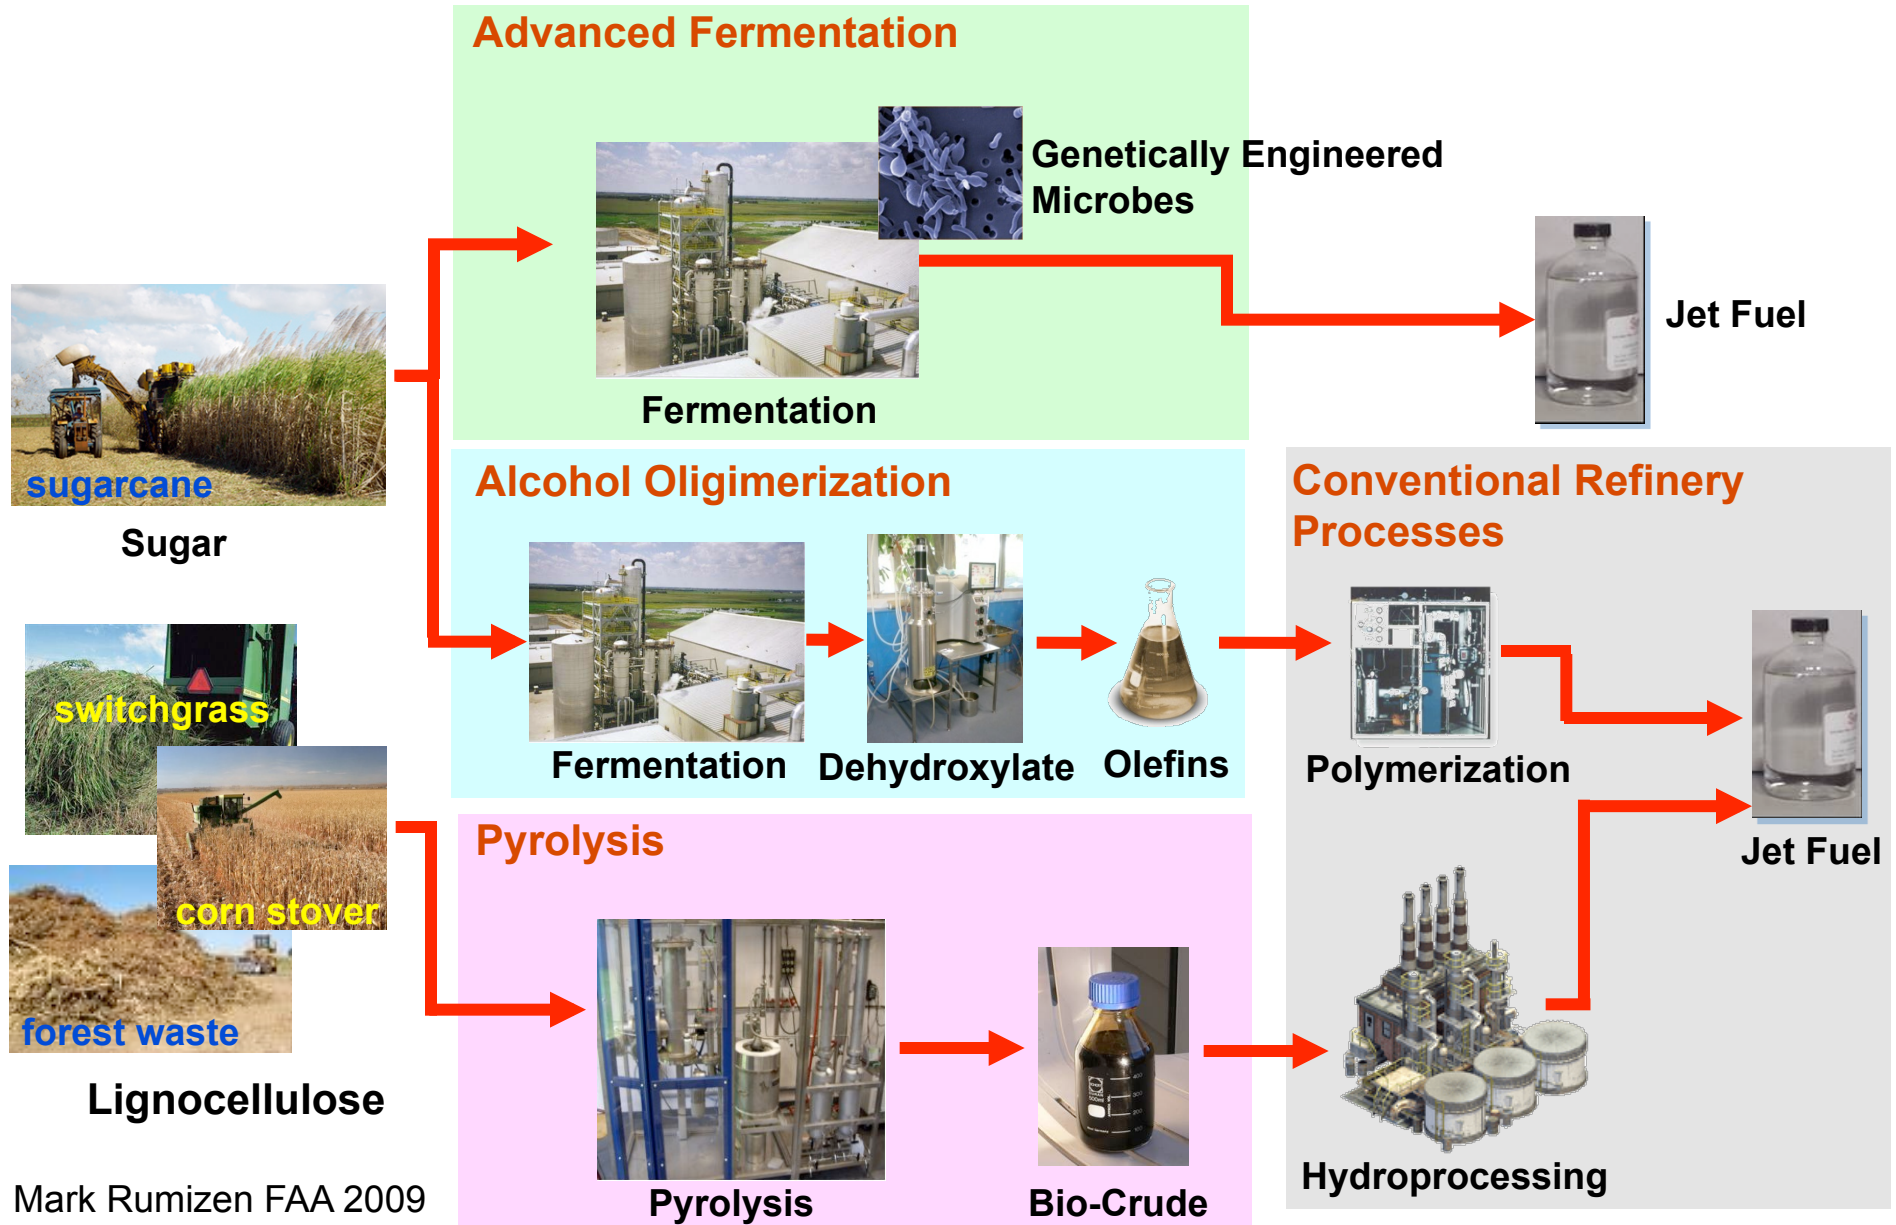 Advanced Fermentation
Genetically Engineered
Microbes
Fermentation
Jet Fuel
sugarcane
Sugar
Alcohol Oligimerization
Fermentation
Dehydroxylate
Olefins
Conventional Refinery
Processes
Polymerization
Jet Fuel
switchgrass
corn stover
forest waste
Lignocellulose
Pyrolysis
Pyrolysis
Bio-Crude
Hydroprocessing
Mark Rumizen FAA 2009